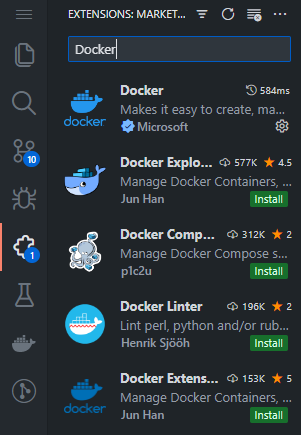 EXTENSIONS: MARKET...
Docker
10
1
Docker 584ms
Makes it easy to create, ma...
Microsoft
docker
Docker Explo... 577K 4.5
Manage Docker Containers, ...
Jun Han Install
Docker Comp... 312K 2
Manage Docker Compose s...
p1c2u Install
Docker Linter 196K 2
Lint perl, python and/or rub...
Henrik Sjööh Install
Docker Extens... 153K 5
Manage Docker Containers, ...
Jun Han Install
docker